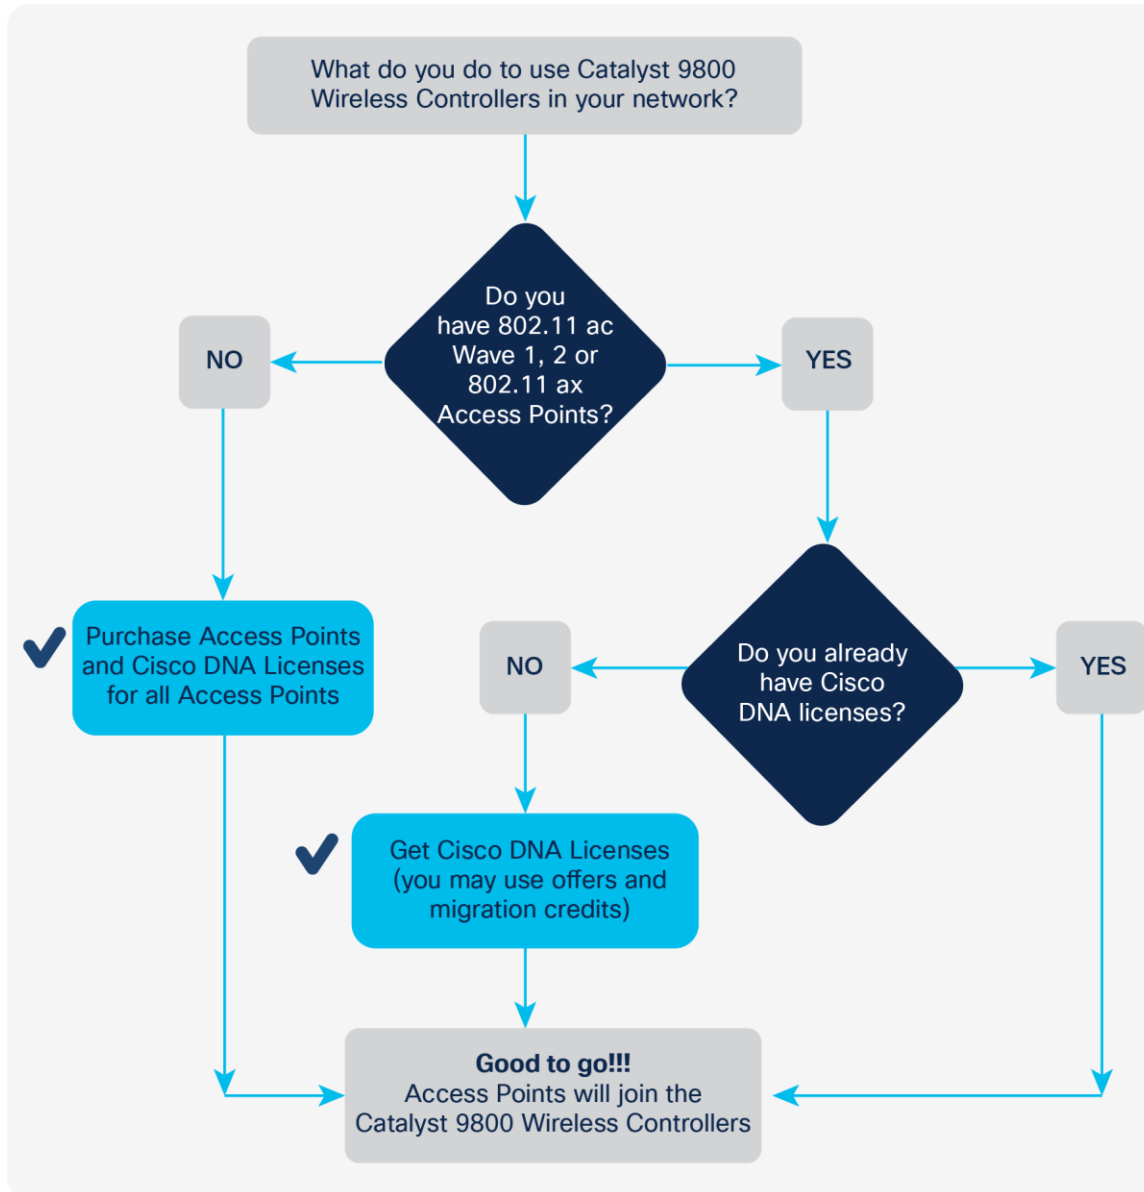 What do you do to use Catalyst 9800
Wireless Controllers in your network?
Do you
have 802.11 ac
Wave 1, 2 or
802.11 ax
Access Points?
NO
YES
Purchase Access Points
and Cisco DNA Licenses
for all Access Points
Do you already
have Cisco
DNA licenses?
NO
YES
Get Cisco DNA Licenses
(you may use offers and
migration credits)
Good to go!!!
Access Points will join the
Catalyst 9800 Wireless Controllers